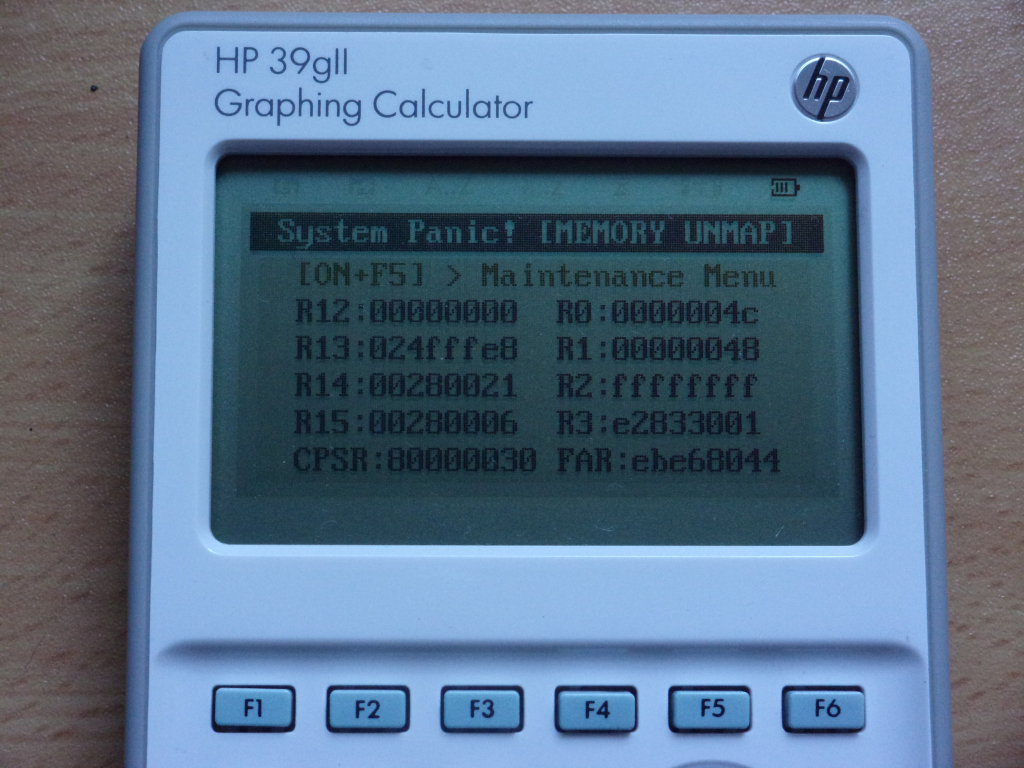 HP 39gII
Graphing Calculator
hp
System Panic! [MEMORY UNMAP]
[ON+F5] > Maintenance Menu
R12:00000000 R0:0000004c
R13:024fffe8 R1:00000048
R14:00280021 R2:ffffffff
R15:00280006 R3:e2833001
CPSR:80000030 FAR:ebe68044
F1 F2 F3 F4 F5 F6